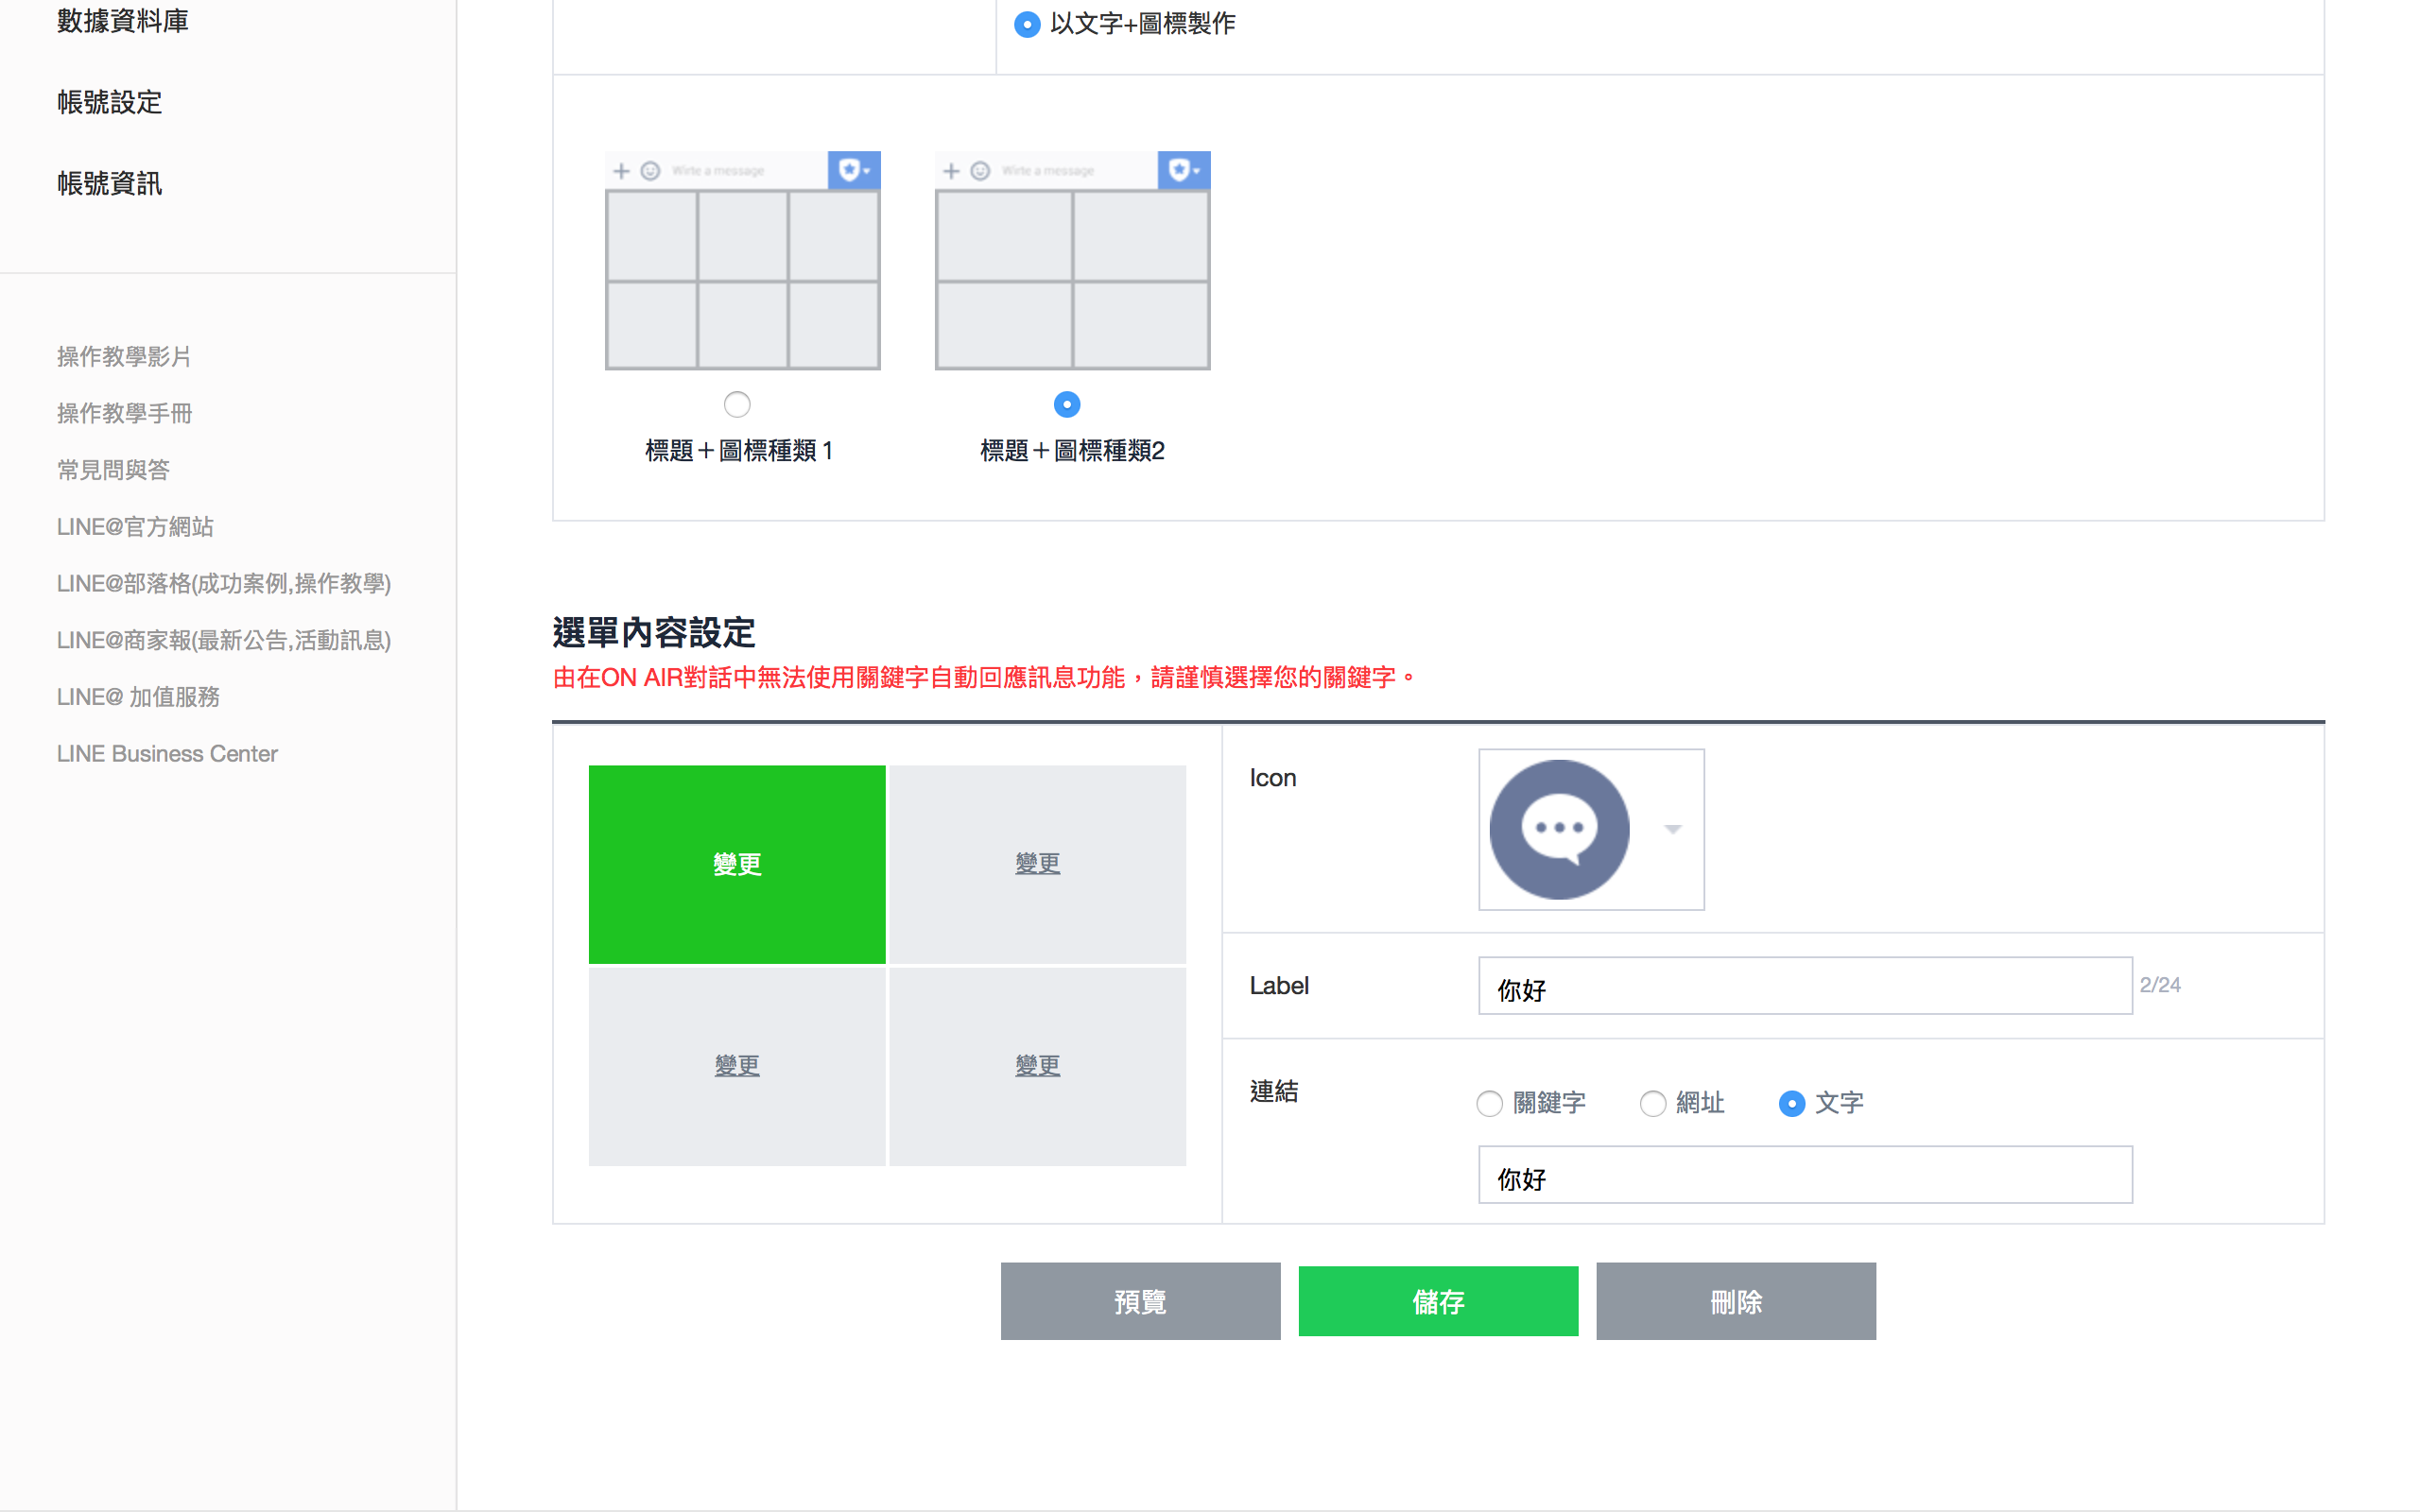 數據資料庫
帳號設定
帳號資訊
操作教學影片
操作教學手冊
常見問與答
LINE@官方網站
LINE@部落格(成功案例,操作教學)
LINE@商家報(最新公告,活動訊息)
LINE@ 加值服務
LINE Business Center
以文字+圖標製作
Wirte a message
Wirte a message
標題＋圖標種類 1
標題＋圖標種類2
選單內容設定
由在ON AIR對話中無法使用關鍵字自動回應訊息功能，請謹慎選擇您的關鍵字。
變更
變更
變更
變更
Icon
Label
你好
2/24
連結
關鍵字
網址
文字
你好
預覽
儲存
刪除